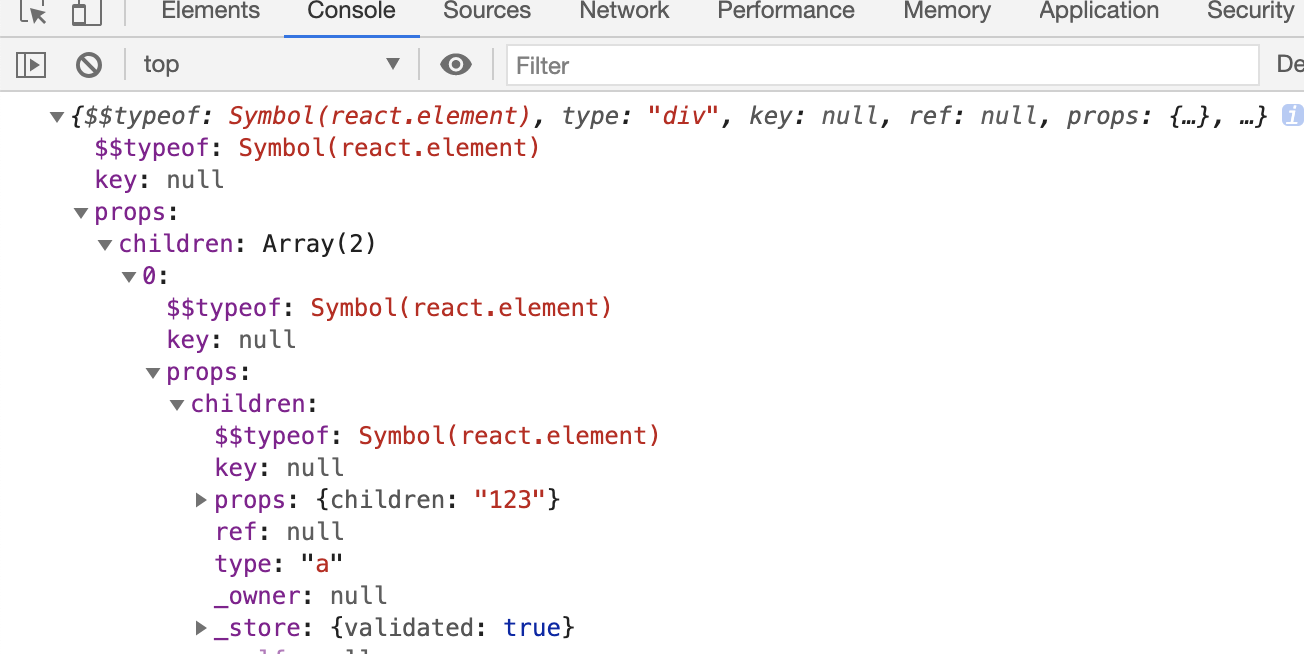 Elements Console Sources Network Performance Memory Application Security
top Filter De
{$$typeof: Symbol(react.element), type: "div", key: null, ref: null, props: {…}, …} i
$$typeof: Symbol(react.element)
key: null
props:
children: Array(2)
0:
$$typeof: Symbol(react.element)
key: null
props:
children:
$$typeof: Symbol(react.element)
key: null
props: {children: "123"}
ref: null
type: "a"
_owner: null
_store: {validated: true}